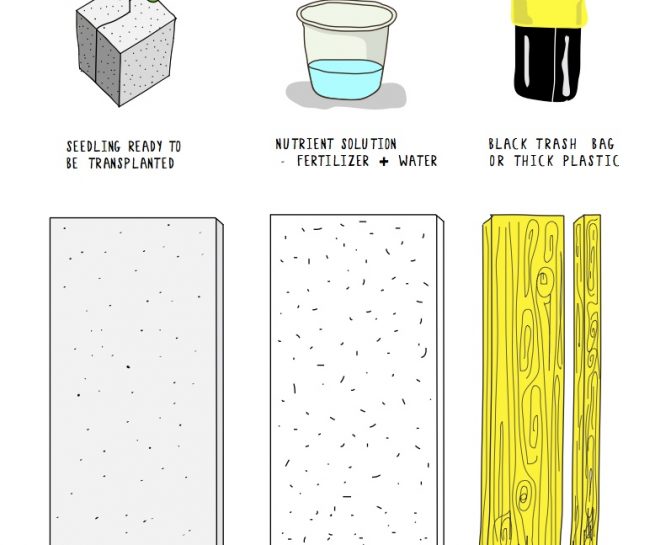 SEEDLING READY TO
BE TRANSPLANTED
NUTRIENT SOLUTION
- FERTILIZER + WATER
BLACK TRASH BAG
OR THICK PLASTIC